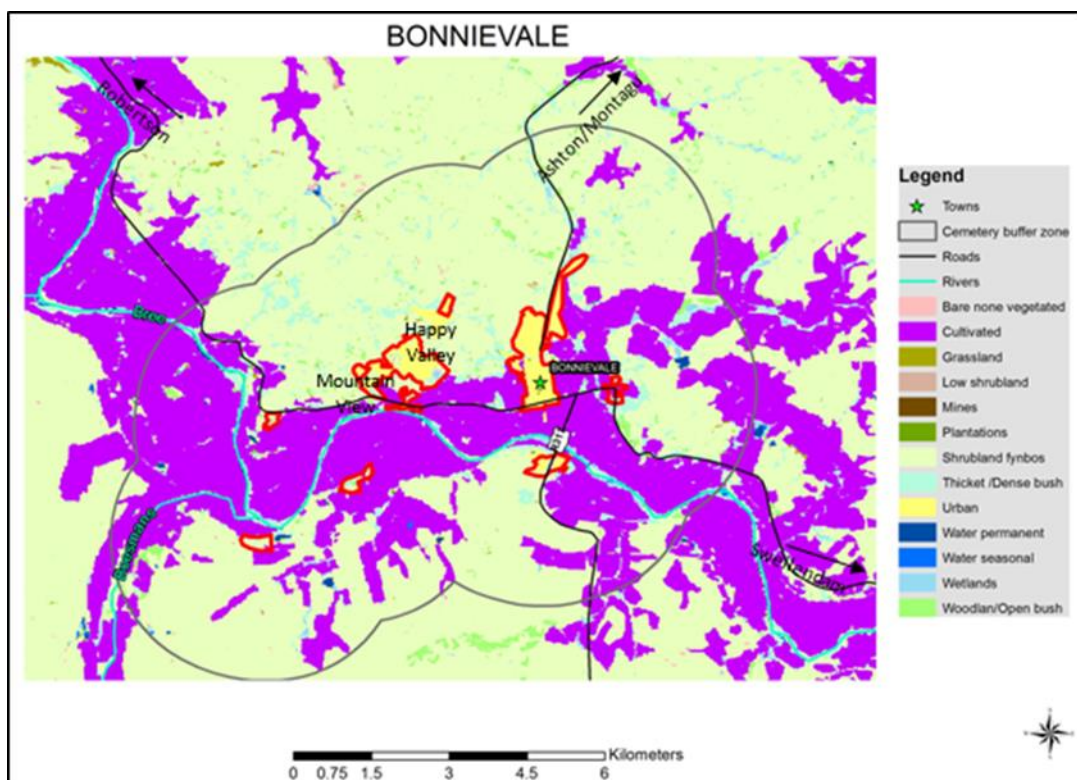 BONNIEVALE
Robertson
Ashton/Montagu
Bree
Happy
Valley
Mountain
View
BONNIEVALE
R317
Swellendam
Legend
Towns
Cemetery buffer zone
Roads
Rivers
Bare none vegetated
Cultivated
Grassland
Low shrubland
Mines
Plantations
Shrubland fynbos
Thicket /Dense bush
Urban
Water permanent
Water seasonal
Wetlands
Woodlan/Open bush
Kilometers
0 0.75 1.5 3 4.5 6